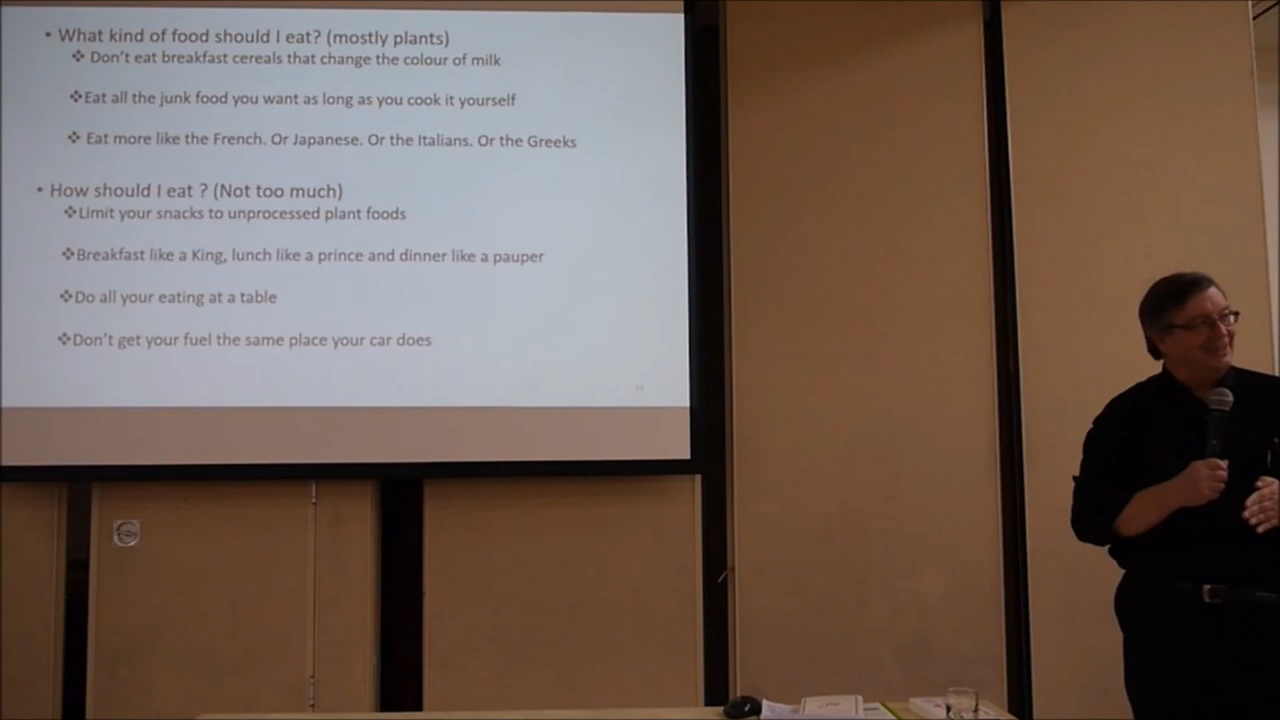 • What kind of food should I eat? (mostly plants)
❖ Don't eat breakfast cereals that change the colour of milk
❖Eat all the junk food you want as long as you cook it yourself
❖ Eat more like the French. Or Japanese. Or the Italians. Or the Greeks
• How should I eat ? (Not too much)
❖Limit your snacks to unprocessed plant foods
❖Breakfast like a King, lunch like a prince and dinner like a pauper
❖Do all your eating at a table
❖Don't get your fuel the same place your car does